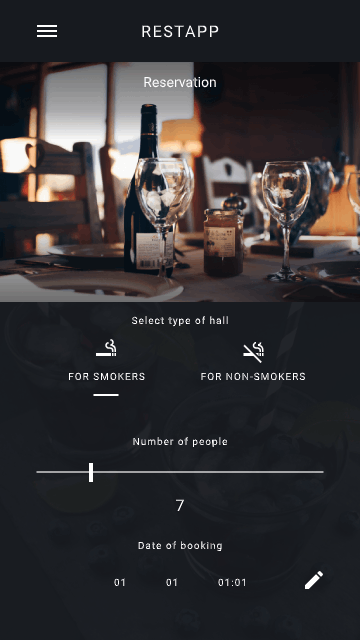 RESTAPP
Reservation
Select type of hall
FOR SMOKERS FOR NON-SMOKERS
Number of people
7
Date of booking
01 01 01:01